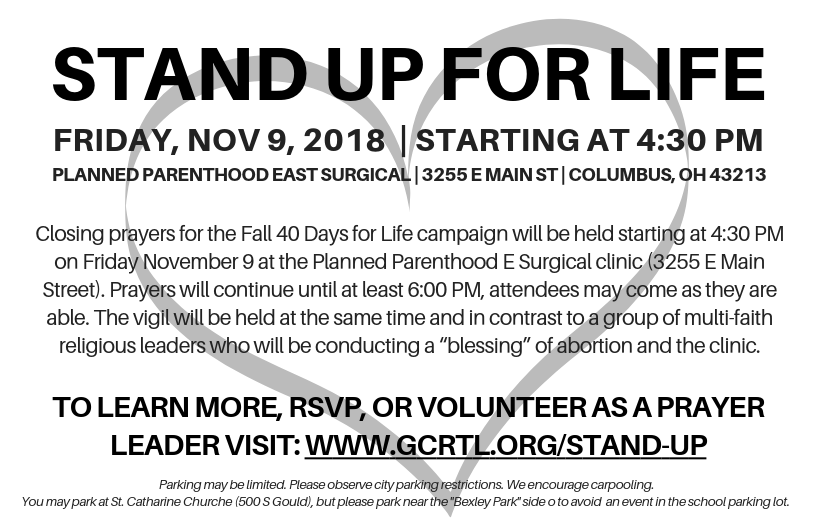 STAND UP FOR LIFE
FRIDAY, NOV 9, 2018 | STARTING AT 4:30 PM
PLANNED PARENTHOOD EAST SURGICAL | 3255 E MAIN ST | COLUMBUS, OH 43213
Closing prayers for the Fall 40 Days for Life campaign will be held starting at 4:30 PM
on Friday November 9 at the Planned Parenthood E Surgical clinic (3255 E Main
Street). Prayers will continue until at least 6:00 PM, attendees may come as they are
able. The vigil will be held at the same time and in contrast to a group of multi-faith
religious leaders who will be conducting a “blessing” of abortion and the clinic.
TO LEARN MORE, RSVP, OR VOLUNTEER AS A PRAYER
LEADER VISIT: WWW.GCRTL.ORG/STAND-UP
Parking may be limited. Please observe city parking restrictions. We encourage carpooling.
You may park at St. Catharine Churche (500 S Gould), but please park near the "Bexley Park" side o to avoid an event in the school parking lot.